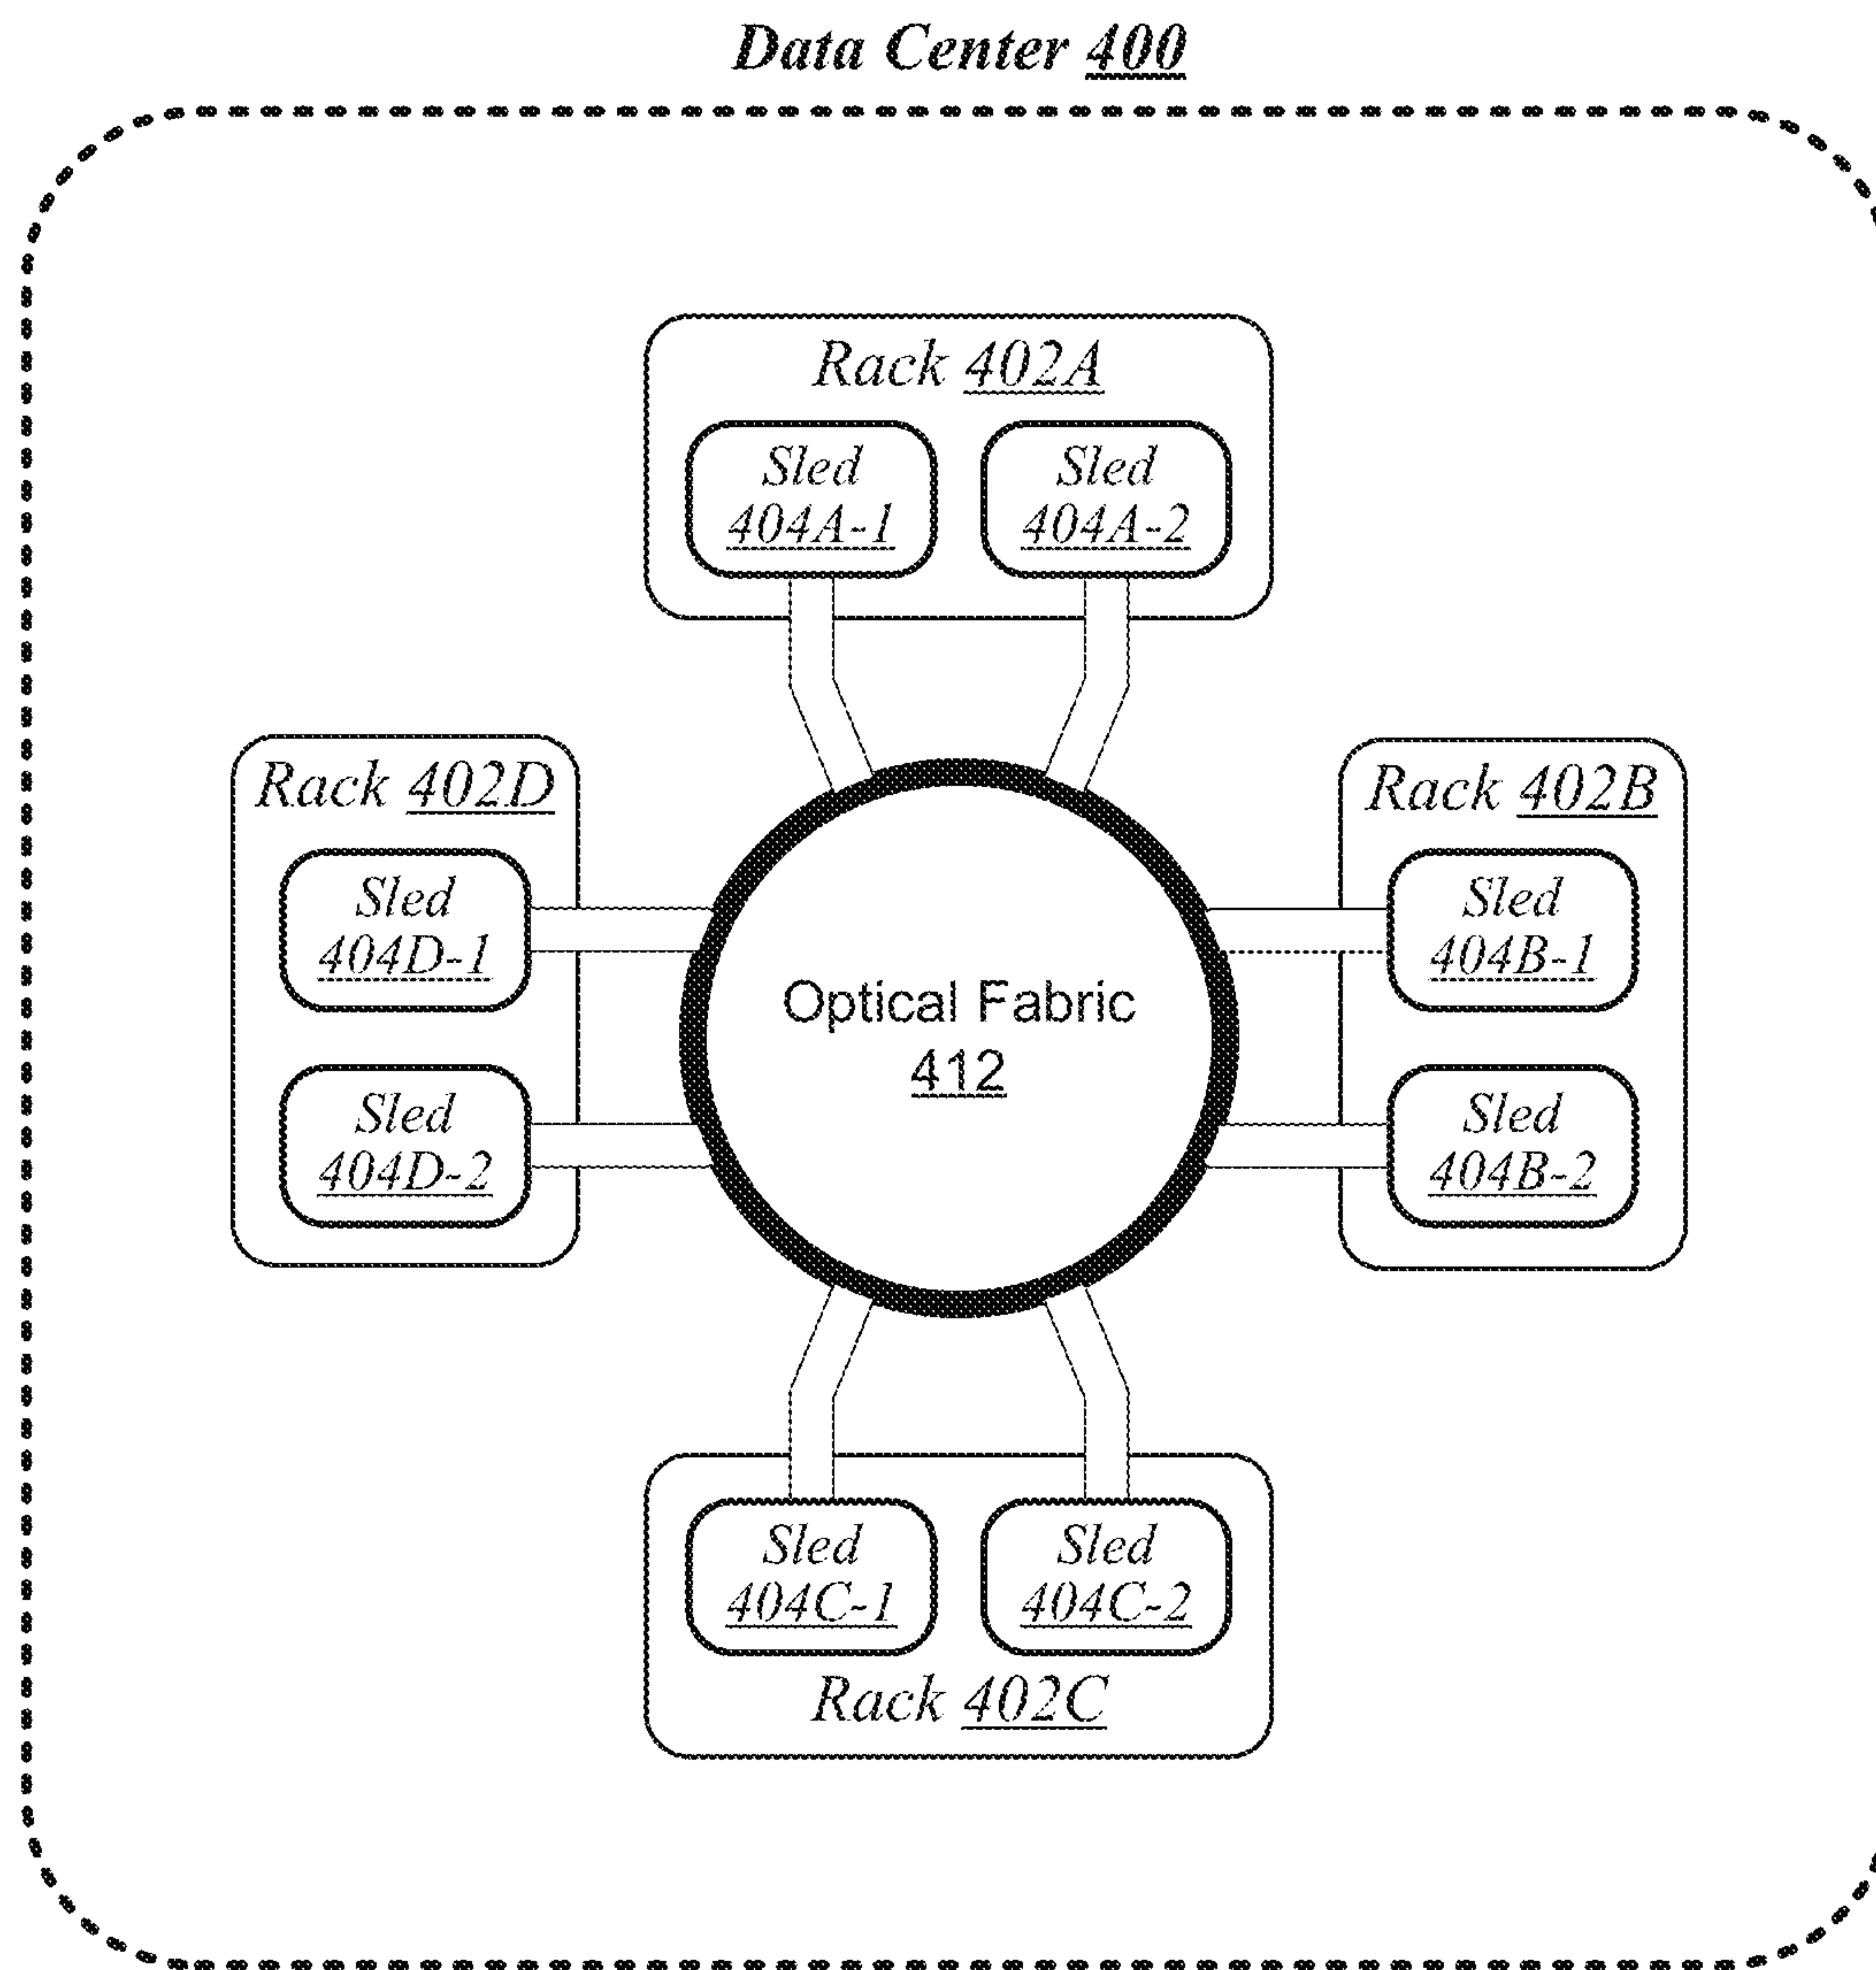 Data Center 400
Rack 402A
Sled
404A-1
Sled
404A-2
Rack 402D
Sled
404D-1
Sled
404D-2
Optical Fabric
412
Rack 402B
Sled
404B-1
Sled
404B-2
Sled
404C-1
Sled
404C-2
Rack 402C